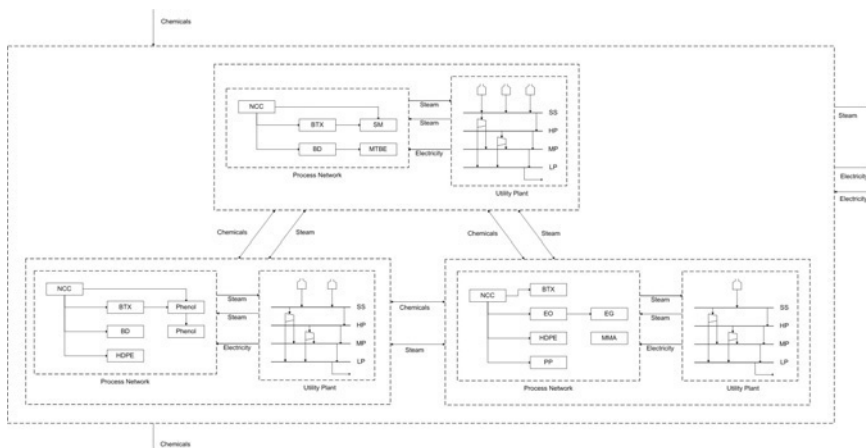 Chemicals
NCC
BTX
SM
BD
MTBE
Process Network
Steam
Steam
Electricity
SS
HP
MP
LP
Utility Plant
Steam
Electricity
Electricity
Chemicals
Steam
Chemicals
Steam
NCC
BTX
Phenol
BD
Phenol
HDPE
Process Network
Steam
Steam
Electricity
SS
HP
MP
LP
Utility Plant
Chemicals
Steam
NCC
BTX
EO
EG
HDPE
MMA
PP
Process Network
Steam
Steam
Electricity
SS
HP
MP
LP
Utility Plant
Chemicals